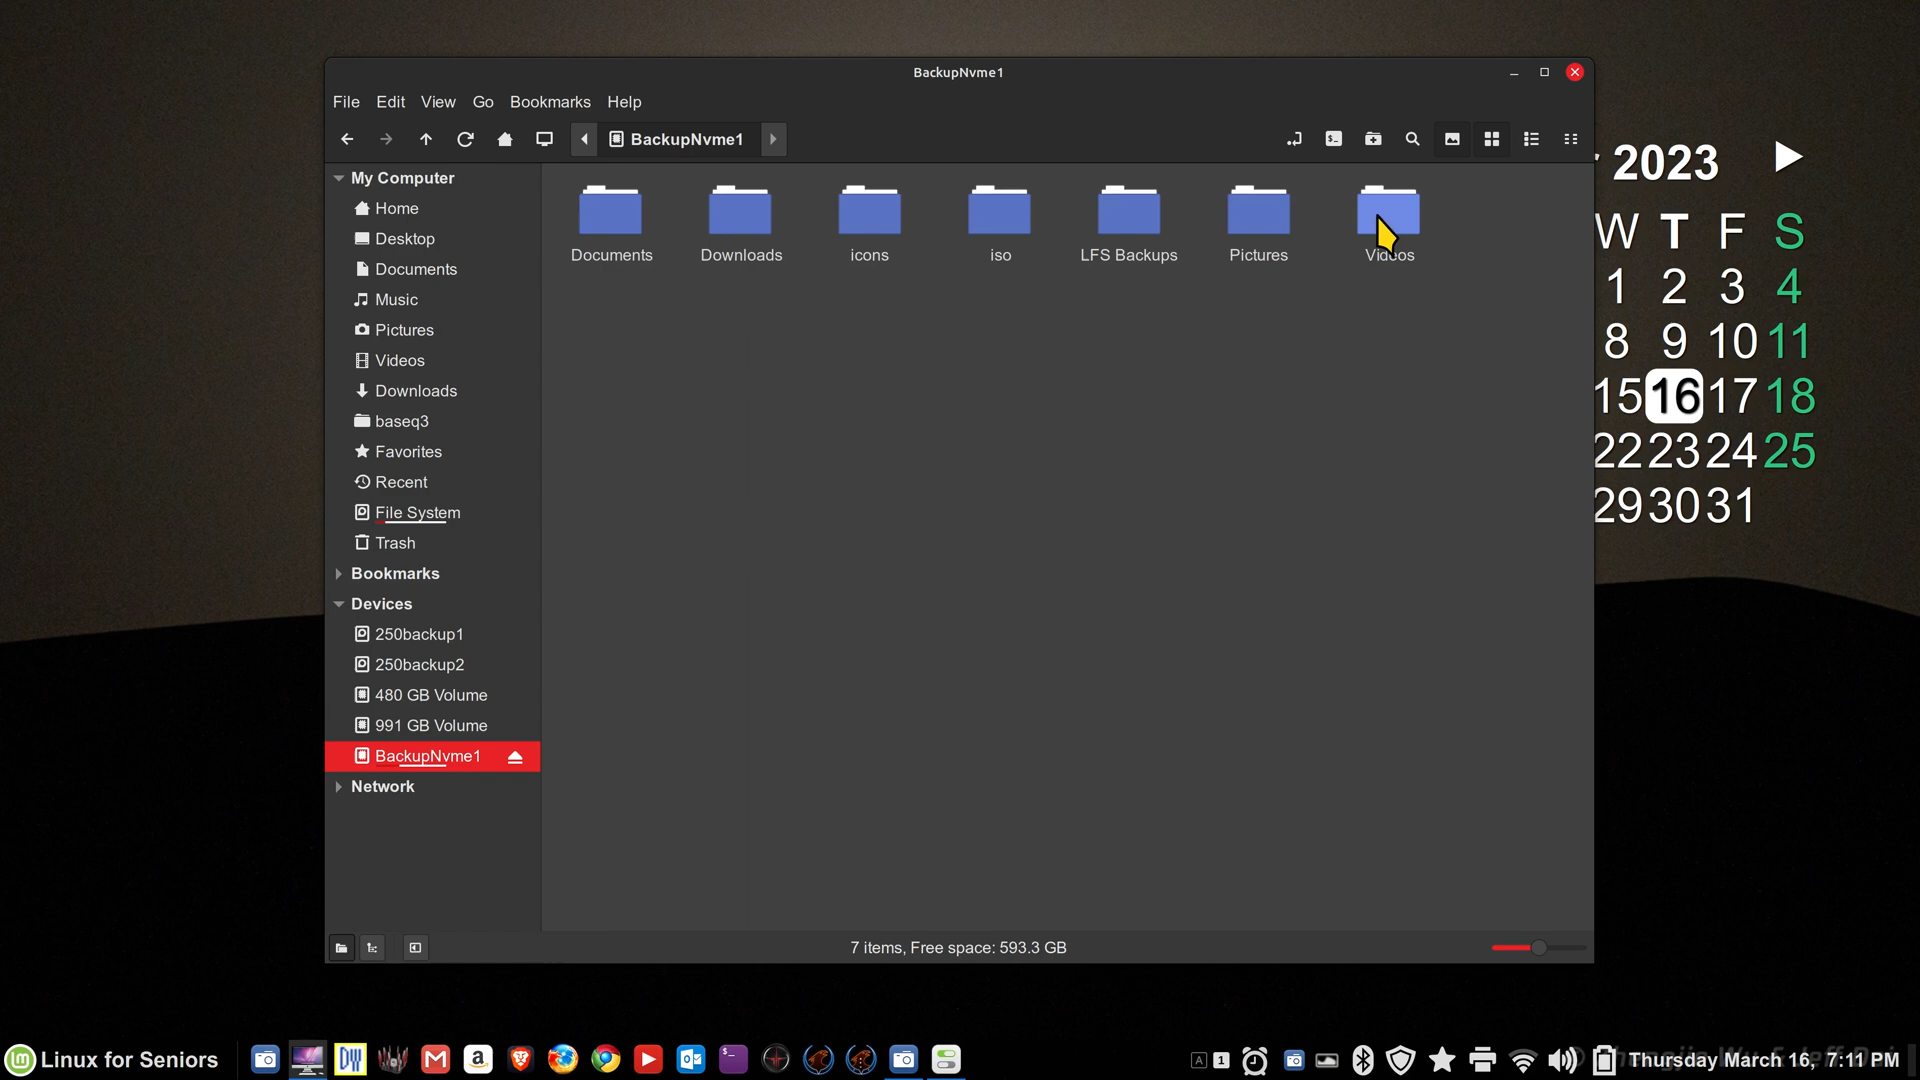 BackupNvme1
File Edit View Go Bookmarks Help
BackupNvme1
My Computer
Home
Desktop
Documents
Music
Pictures
Videos
Downloads
baseq3
Favorites
Recent
File System
Trash
Bookmarks
Devices
250backup1
250backup2
480 GB Volume
991 GB Volume
BackupNvme1
Network
Documents Downloads icons iso LFS Backups Pictures Videos
7 items, Free space: 593.3 GB
2023
W T F S
1 2 3 4
8 9 10 11
15 16 17 18
22 23 24 25
29 30 31
lm Linux for Seniors
DW
M
a
A 1
Thursday March 16, 7:11 PM